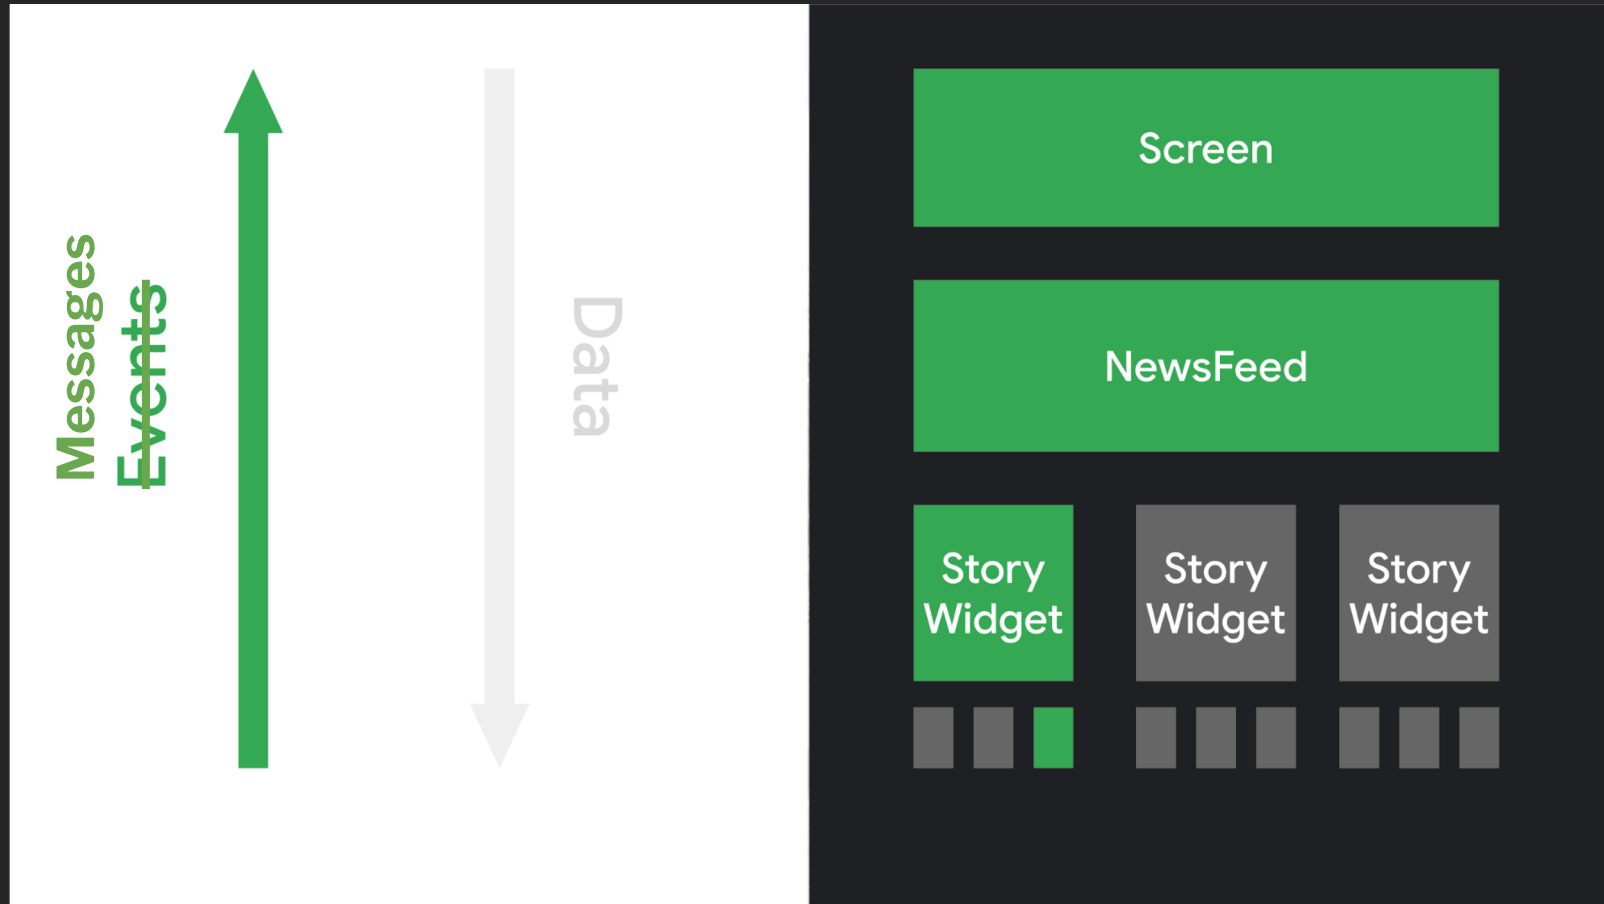 Messages
Events
Data
Screen
NewsFeed
Story
Widget
Story
Widget
Story
Widget